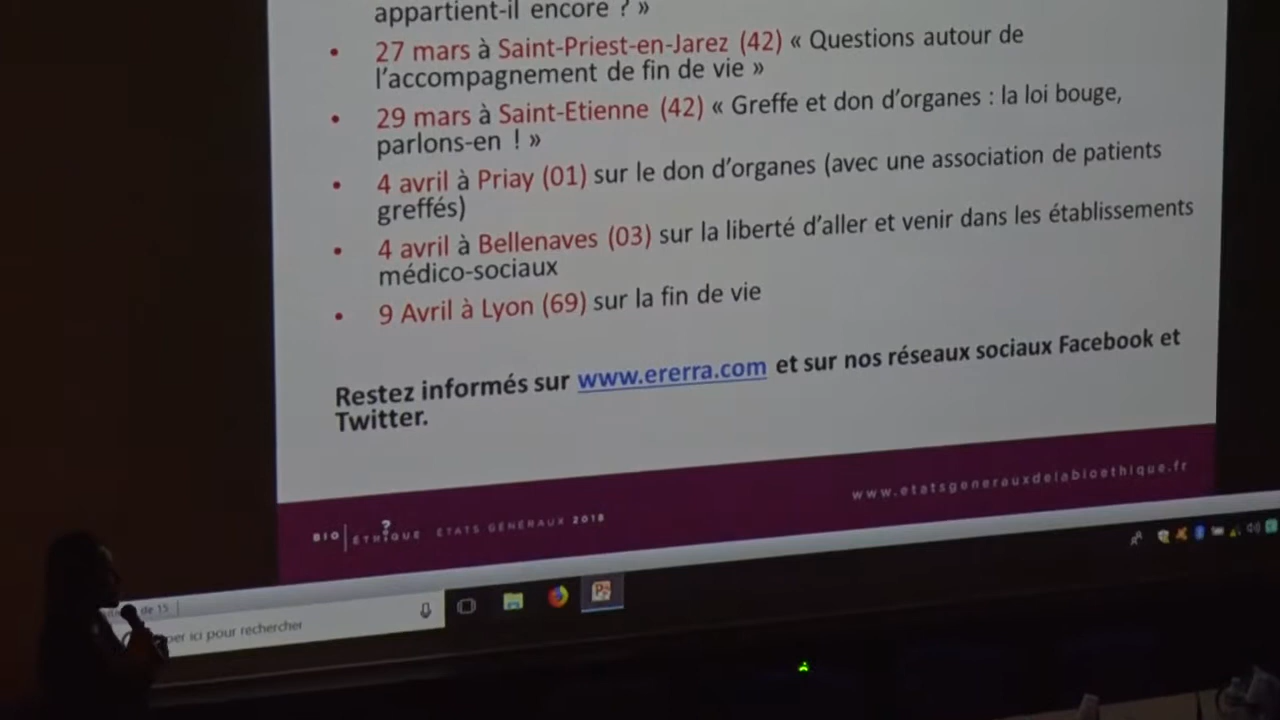 appartient-il encore ? »
• 27 mars à Saint-Priest-en-Jarez (42) « Questions autour de
l'accompagnement de fin de vie »
• 29 mars à Saint-Etienne (42) « Greffe et don d'organes : la loi bouge,
parlons-en ! »
• 4 avril à Priay (01) sur le don d'organes (avec une association de patients
greffés)
• 4 avril à Bellenaves (03) sur la liberté d'aller et venir dans les établissements
médico-sociaux
• 9 Avril à Lyon (69) sur la fin de vie
Restez informés sur www.ererra.com et sur nos réseaux sociaux Facebook et
Twitter.
www.etatsgenerauxdelabioethique.fr
BIO ÉTHIQUE ÉTATS GÉNÉRAUX 2018
de 15
per ici pour rechercher